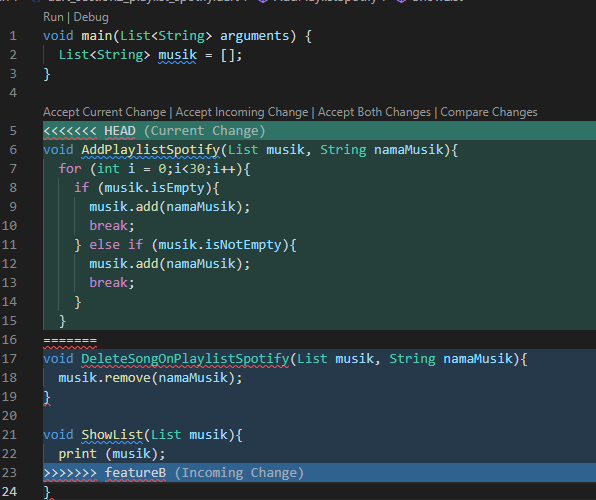 Run | Debug
1 void main(List<String> arguments) {
2 List<String> musik = [];
3 }
4
Accept Current Change | Accept Incoming Change | Accept Both Changes | Compare Changes
5 <<<<<<< HEAD (Current Change)
6 void AddPlaylistSpotify(List musik, String namaMusik){
7 for (int i = 0;i<30;i++){
8 if (musik.isEmpty){
9 musik.add(namaMusik);
10 break;
11 } else if (musik.isNotEmpty){
12 musik.add(namaMusik);
13 break;
14 }
15 }
16 =======
17 void DeleteSongOnPlaylistSpotify(List musik, String namaMusik){
18 musik.remove(namaMusik);
19 }
20
21 void ShowList(List musik){
22 print (musik);
23 >>>>>>> featureB (Incoming Change)
24 }